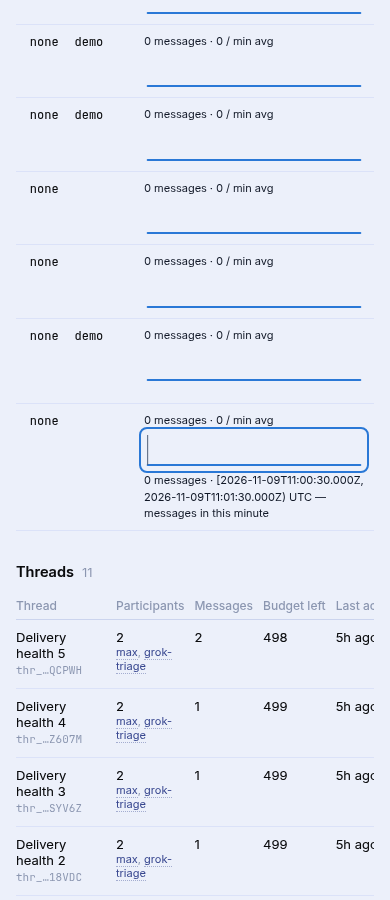 none demo 0 messages · 0 / min avg
none demo 0 messages · 0 / min avg
none 0 messages · 0 / min avg
none 0 messages · 0 / min avg
none demo 0 messages · 0 / min avg
none 0 messages · 0 / min avg
0 messages · [2026-11-09T11:00:30.000Z,
2026-11-09T11:01:30.000Z) UTC —
messages in this minute
Threads 11
Thread Participants Messages Budget left Last ac
Delivery 2 2 498 5h ago
health 5 max, grok-
thr_…QCPWH triage
Delivery 2 1 499 5h ago
health 4 max, grok-
thr_…Z607M triage
Delivery 2 1 499 5h ago
health 3 max, grok-
thr_…SYV6Z triage
Delivery 2 1 499 5h ago
health 2 max, grok-
thr_…18VDC triage